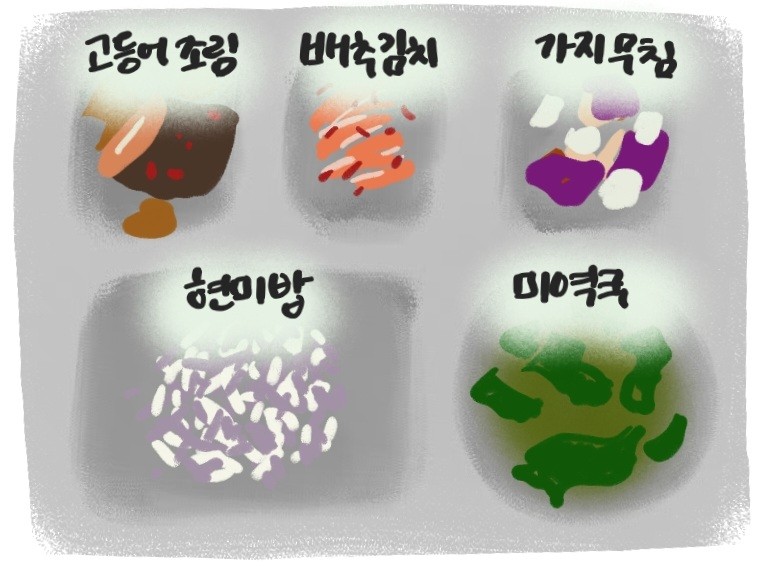 고등어 조림
배추김치
가지 무침
현미밥
미역국